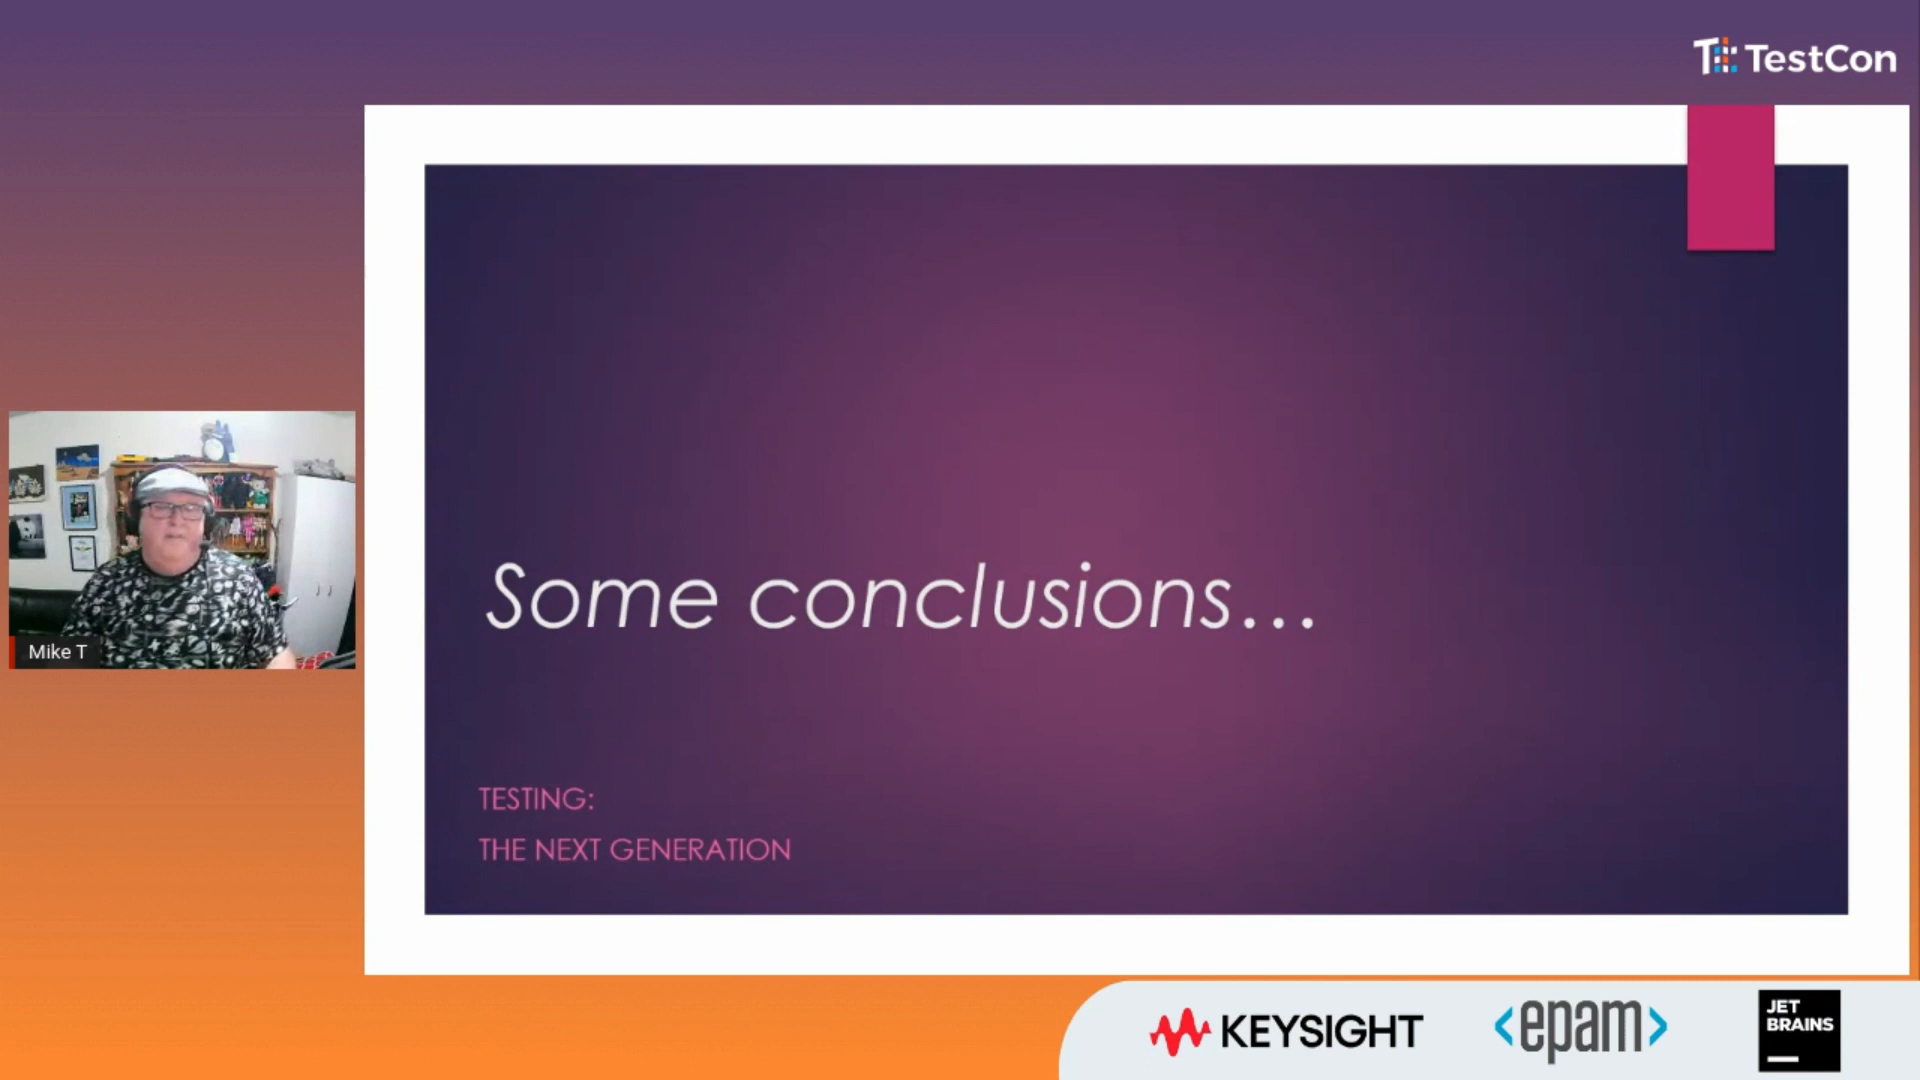 TestCon
Some conclusions...
Mike T
TESTING:
THE NEXT GENERATION
KEYSIGHT
<epam>
JET
BRAINS